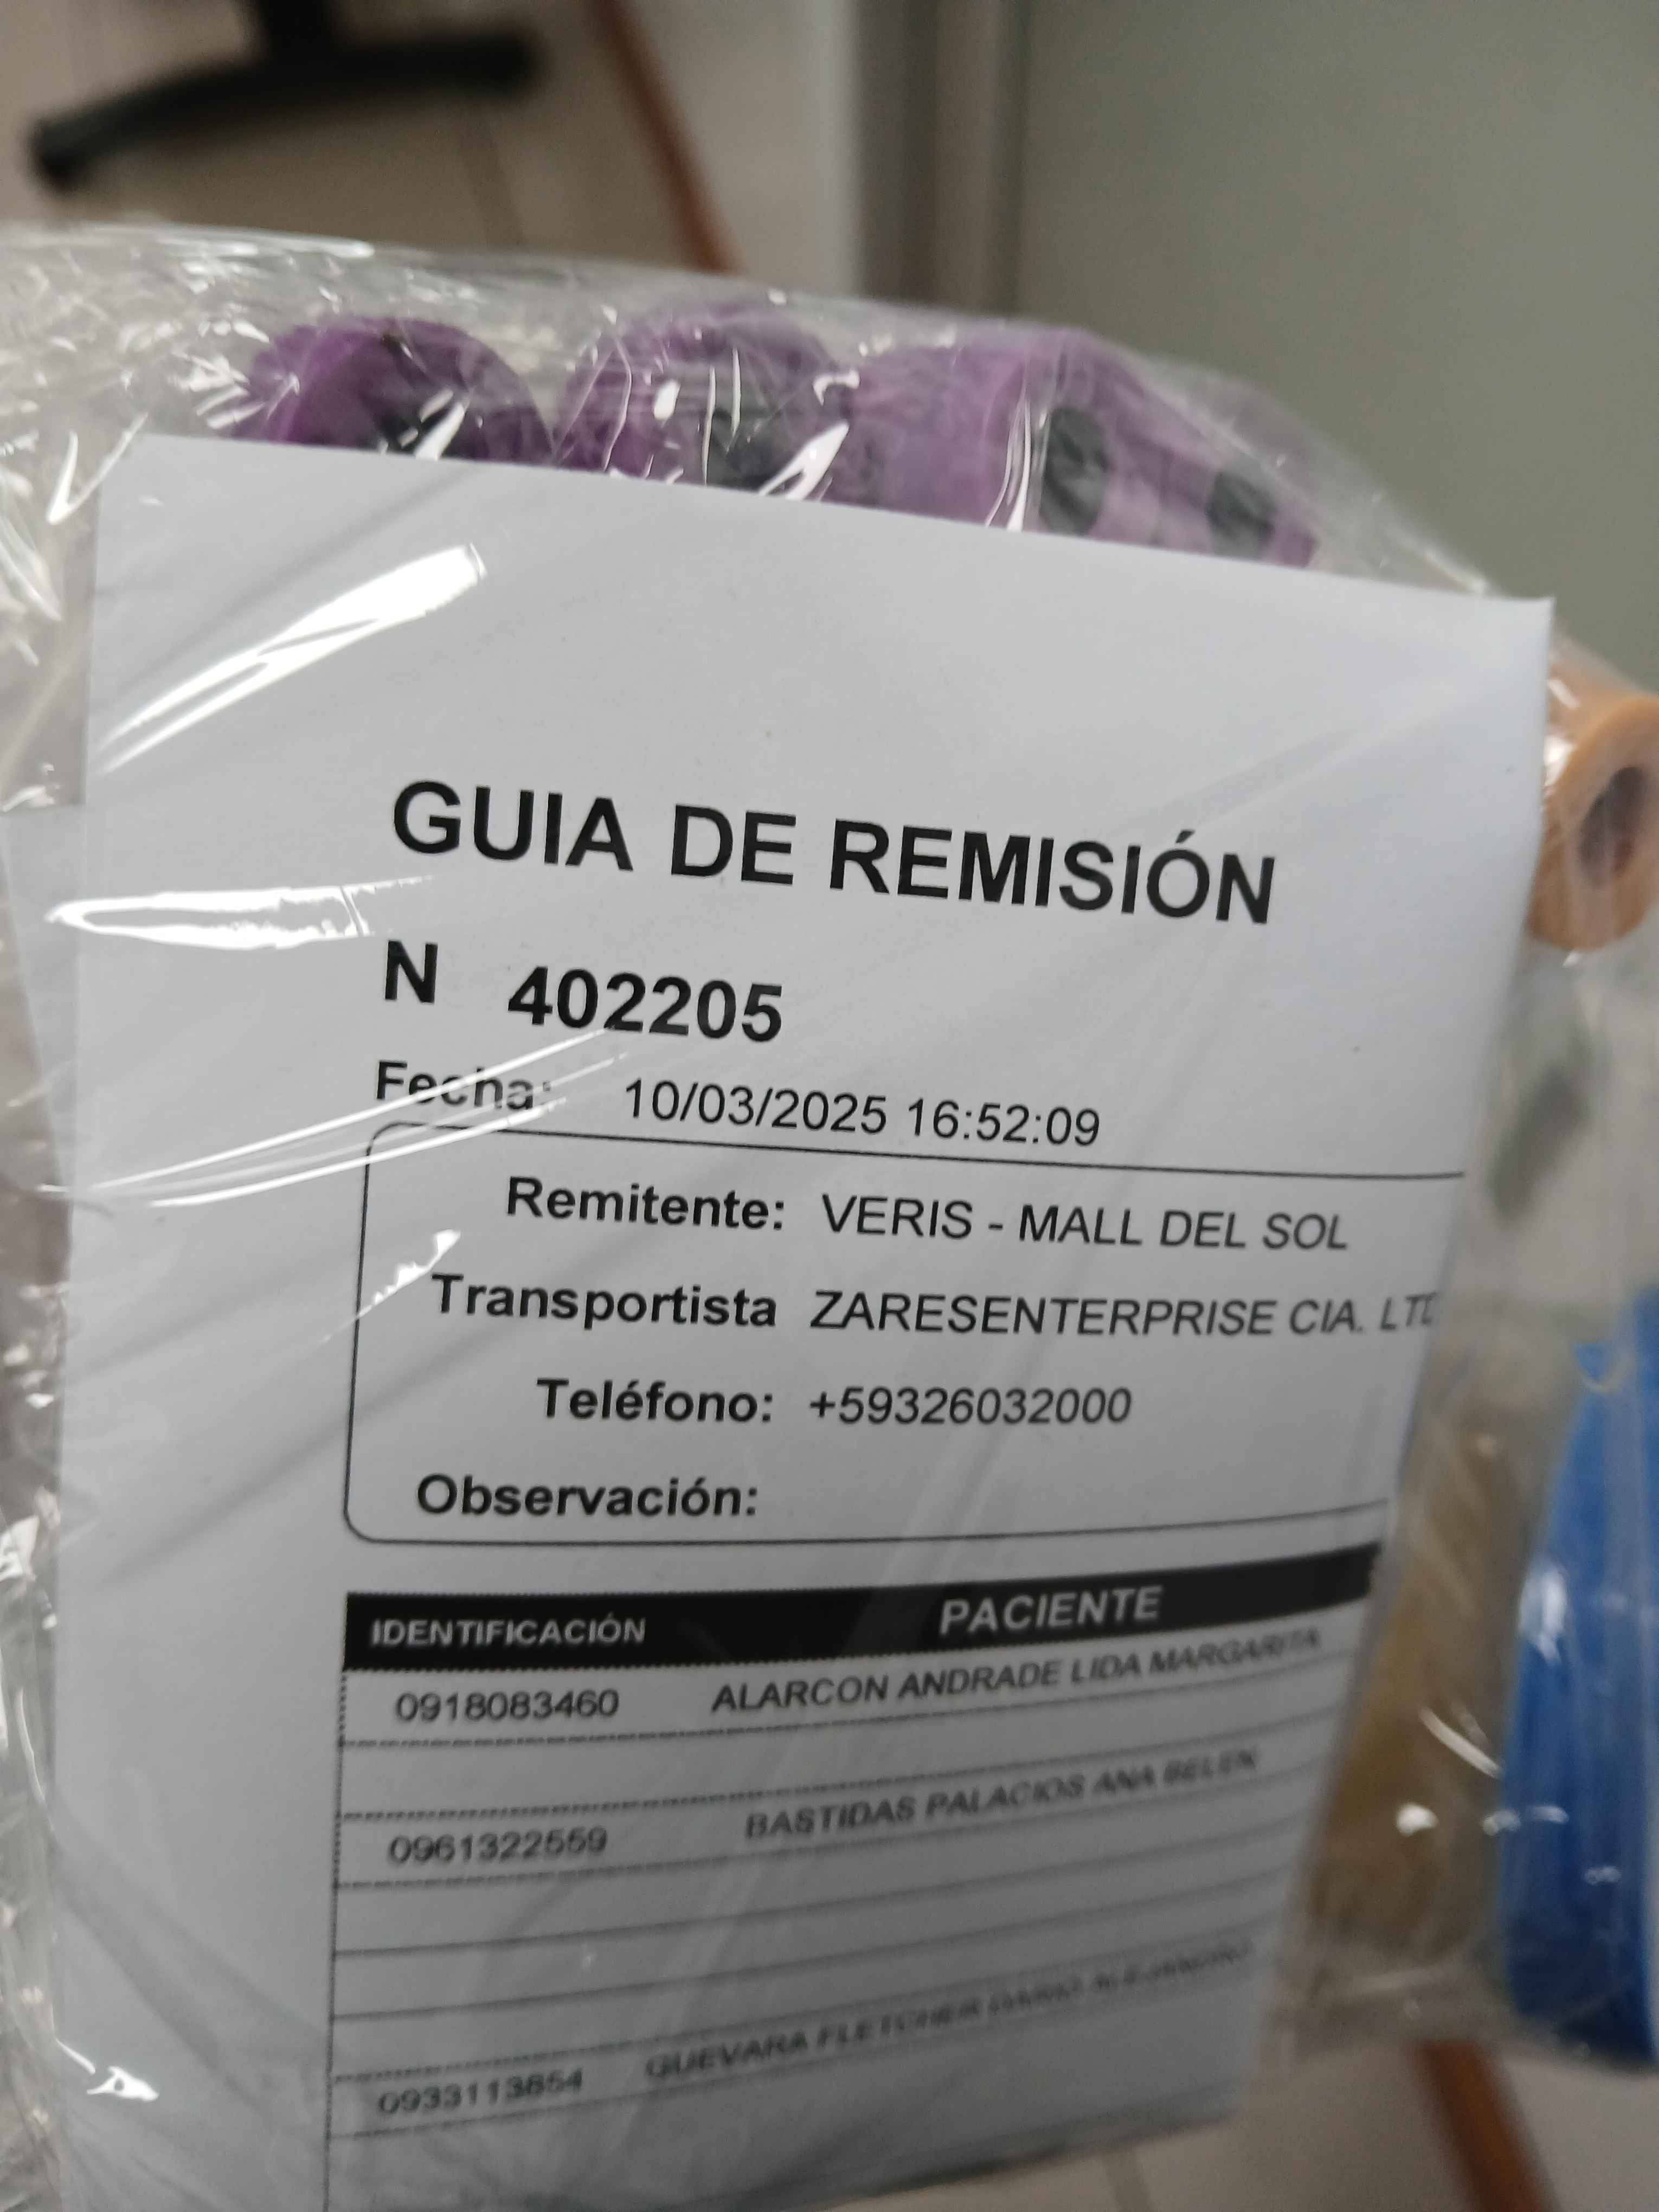 GUIA DE REMISIÓN
N 402205
Fecha: 10/03/2025 16:52:09
Remitente: VERIS - MALL DEL SOL
Transportista ZARESENTERPRISE CIA. LTD
Teléfono: +59326032000
Observación:
IDENTIFICACIÓN PACIENTE
0918083460 ALARCON ANDRADE LIDA MARGARITA
0961322559 BASTIDAS PALACIOS ANA BELEN
0933113854 GUEVARA FLETCHER